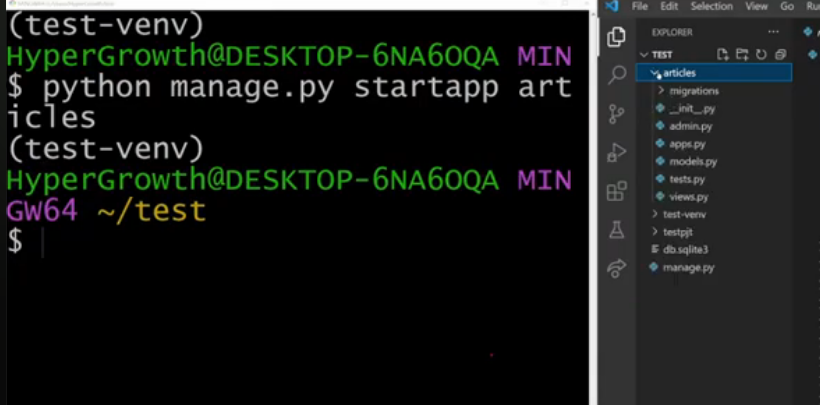 (test-venv)
HyperGrowth@DESKTOP-6NA6OQA MIN
$ python manage.py startapp art
icles
(test-venv)
HyperGrowth@DESKTOP-6NA6OQA MIN
GW64 ~/test
$
File Edit Selection View Go
EXPLORER ...
TEST
articles
migrations
__init__.py
admin.py
apps.py
models.py
tests.py
views.py
test-venv
testpjt
db.sqlite3
manage.py